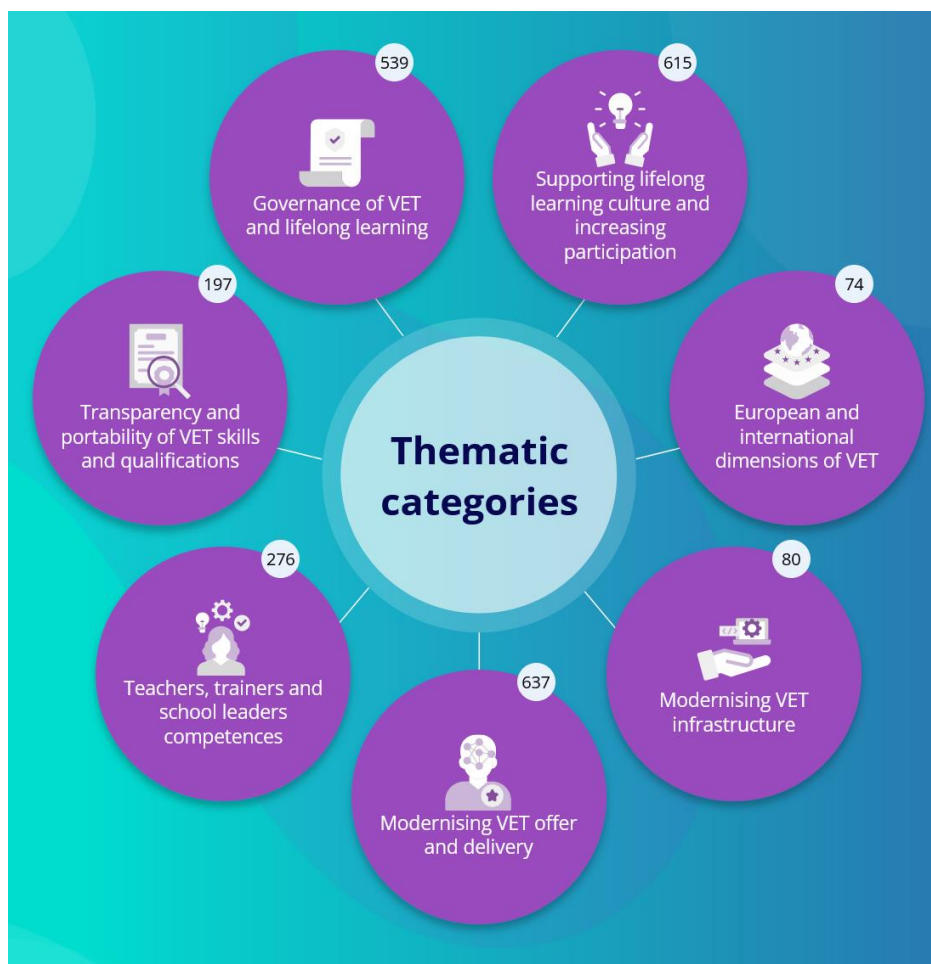 539
Governance of VET
and lifelong learning
615
Supporting lifelong
learning culture and
increasing
participation
197
Transparency and
portability of VET skills
and qualifications
74
European and
international
dimensions of VET
Thematic
categories
276
Teachers, trainers and
school leaders
competences
80
Modernising VET
infrastructure
637
Modernising VET offer
and delivery